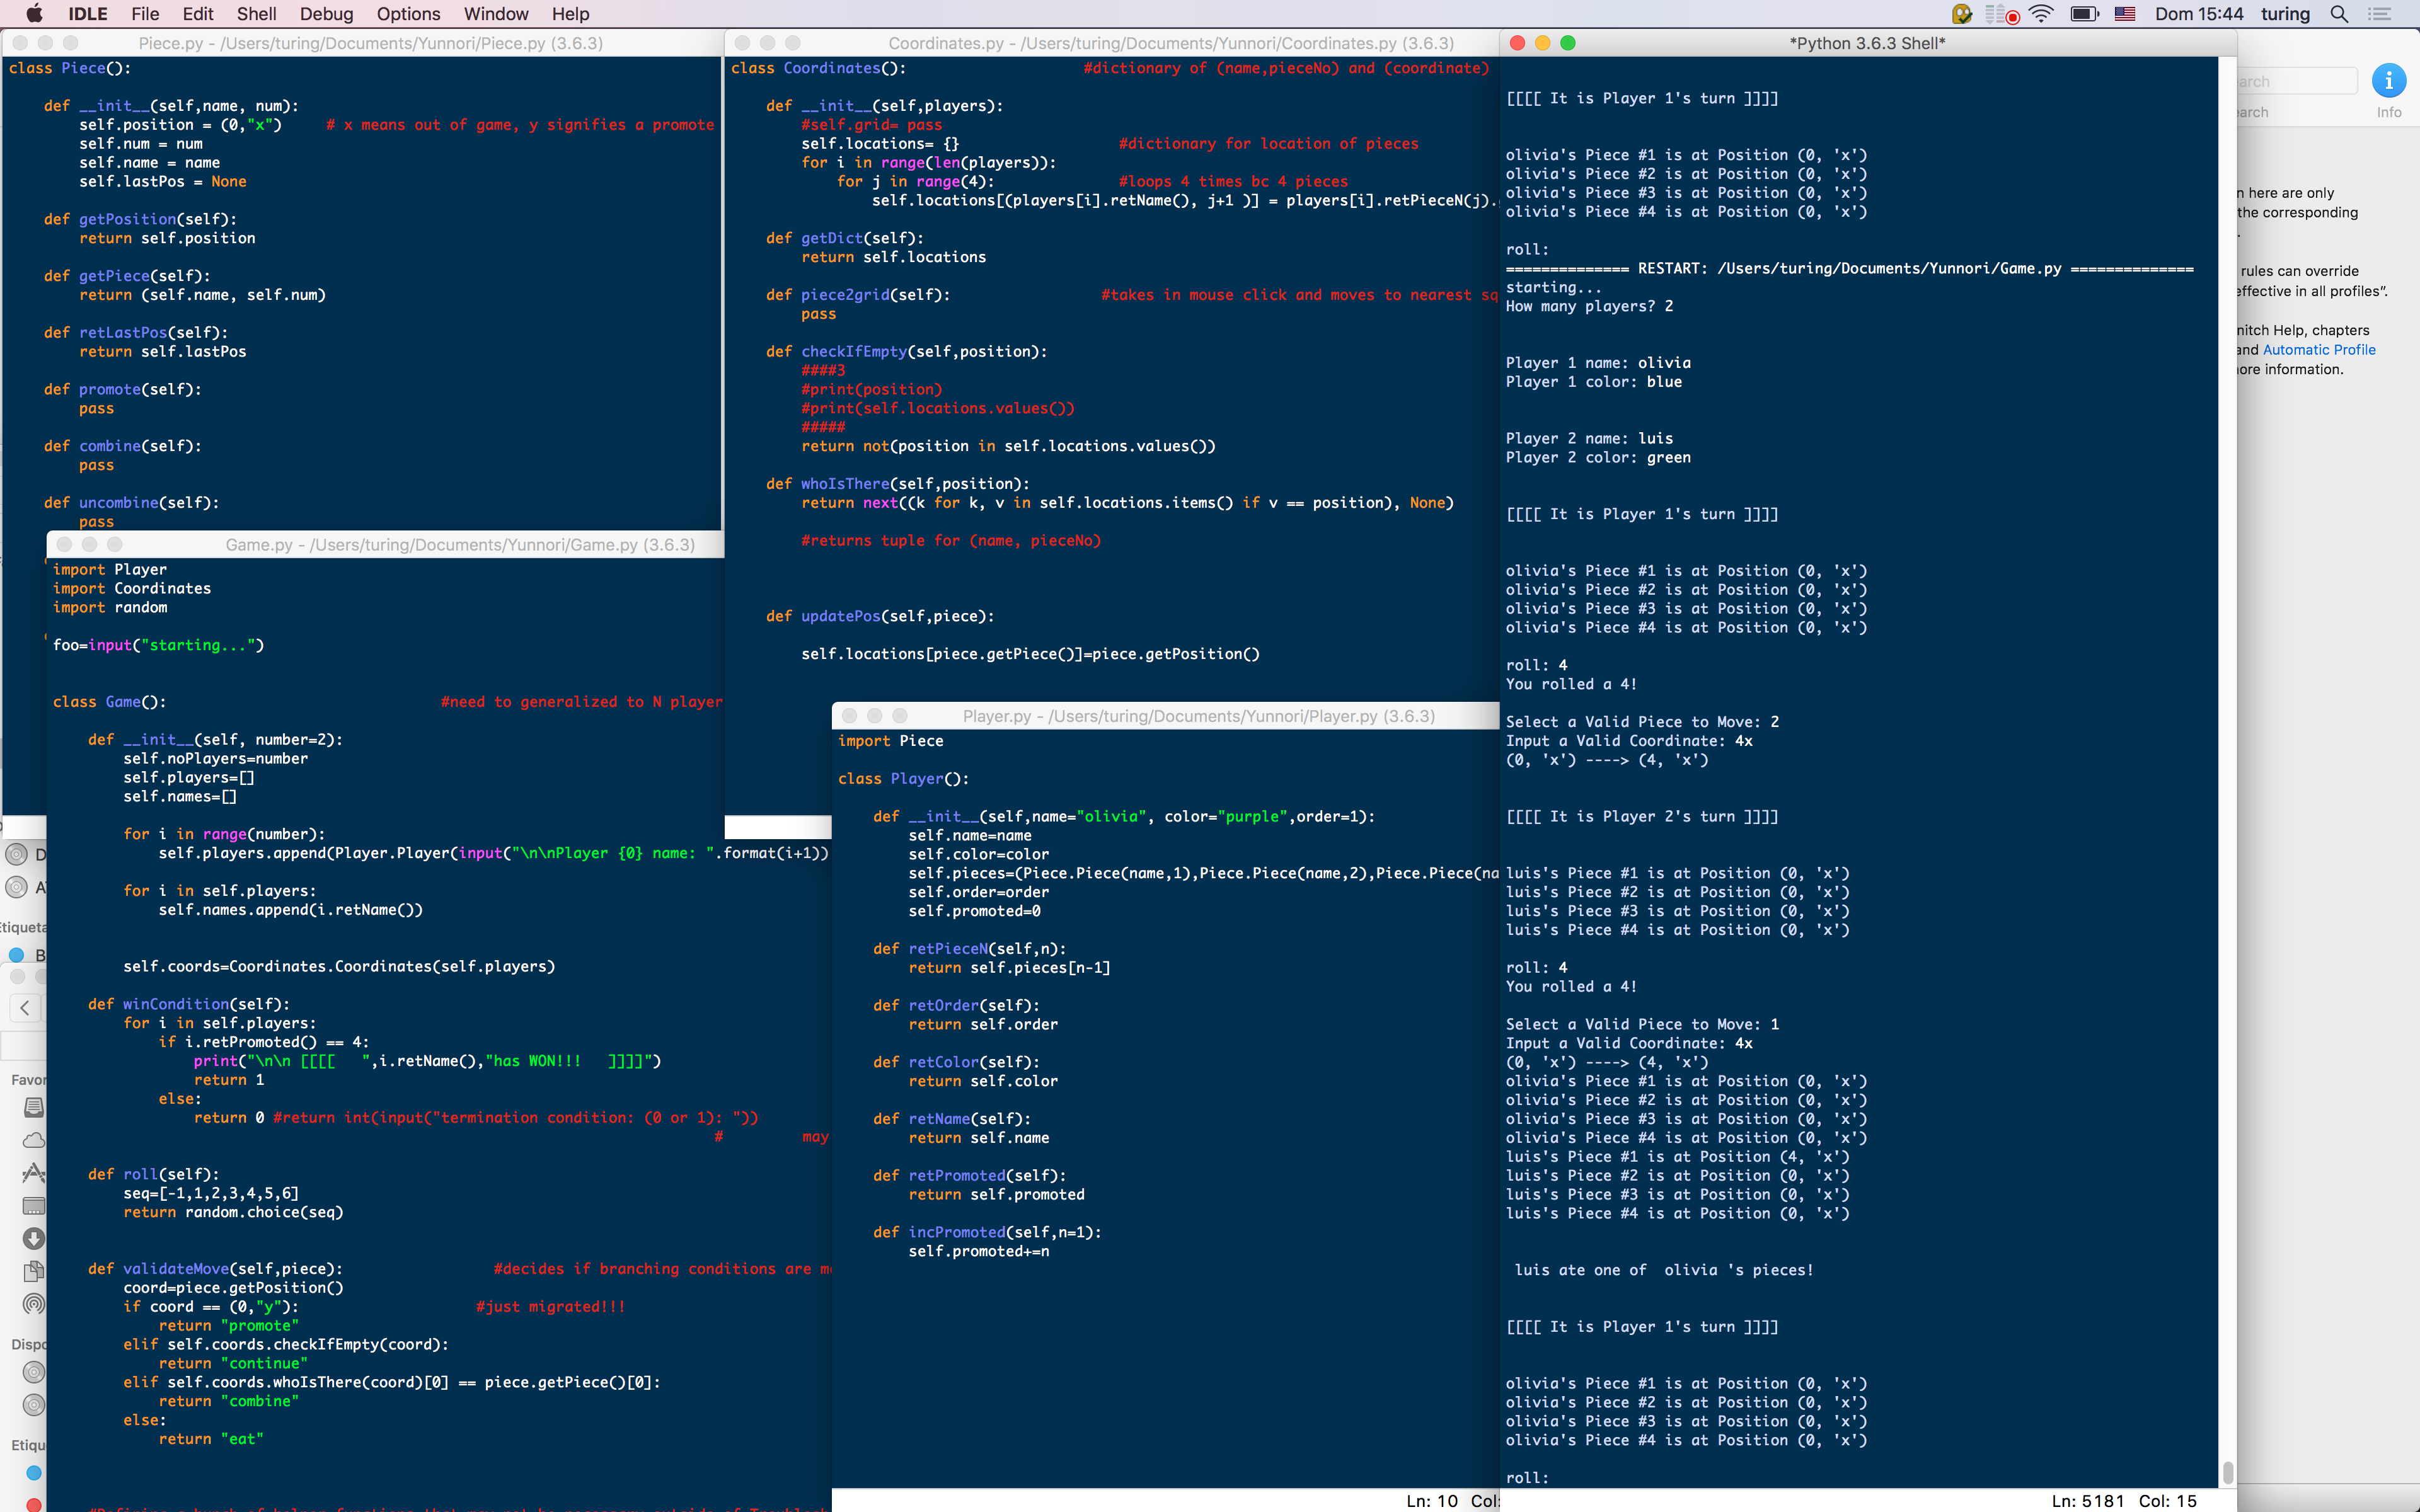 IDLE File Edit Shell Debug Options Window Help Dom 15:44 turing
Piece.py - /Users/turing/Documents/Yunnori/Piece.py (3.6.3)
class Piece():
def __init__(self,name, num):
self.position = (0,"x") # x means out of game, y signifies a promote
self.num = num
self.name = name
self.lastPos = None
def getPosition(self):
return self.position
def getPiece(self):
return (self.name, self.num)
def retLastPos(self):
return self.lastPos
def promote(self):
pass
def combine(self):
pass
def uncombine(self):
pass
Game.py - /Users/turing/Documents/Yunnori/Game.py (3.6.3)
import Player
import Coordinates
import random
foo=input("starting...")
class Game(): #need to generalized to N player
def __init__(self, number=2):
self.noPlayers=number
self.players=[]
self.names=[]
for i in range(number):
self.players.append(Player.Player(input("\n\nPlayer {0} name: ".format(i+1))
for i in self.players:
self.names.append(i.retName())
self.coords=Coordinates.Coordinates(self.players)
def winCondition(self):
for i in self.players:
if i.retPromoted() == 4:
print("\n\n [[[[   ",i.retName(),"has WON!!!   ]]]]")
return 1
else:
return 0 #return int(input("termination condition: (0 or 1): "))
# may
def roll(self):
seq=[-1,1,2,3,4,5,6]
return random.choice(seq)
def validateMove(self,piece): #decides if branching conditions are m
coord=piece.getPosition()
if coord == (0,"y"): #just migrated!!!
return "promote"
elif self.coords.checkIfEmpty(coord):
return "continue"
elif self.coords.whoIsThere(coord)[0] == piece.getPiece()[0]:
return "combine"
else:
return "eat"
Coordinates.py - /Users/turing/Documents/Yunnori/Coordinates.py (3.6.3)
class Coordinates(): #dictionary of (name,pieceNo) and (coordinate)
def __init__(self,players):
#self.grid= pass
self.locations= {} #dictionary for location of pieces
for i in range(len(players)):
for j in range(4): #loops 4 times bc 4 pieces
self.locations[(players[i].retName(), j+1 )] = players[i].retPieceN(j).
def getDict(self):
return self.locations
def piece2grid(self): #takes in mouse click and moves to nearest sq
pass
def checkIfEmpty(self,position):
####3
#print(position)
#print(self.locations.values())
#####
return not(position in self.locations.values())
def whoIsThere(self,position):
return next((k for k, v in self.locations.items() if v == position), None)
#returns tuple for (name, pieceNo)
def updatePos(self,piece):
self.locations[piece.getPiece()]=piece.getPosition()
Player.py - /Users/turing/Documents/Yunnori/Player.py (3.6.3)
import Piece
class Player():
def __init__(self,name="olivia", color="purple",order=1):
self.name=name
self.color=color
self.pieces=(Piece.Piece(name,1),Piece.Piece(name,2),Piece.Piece(na
self.order=order
self.promoted=0
def retPieceN(self,n):
return self.pieces[n-1]
def retOrder(self):
return self.order
def retColor(self):
return self.color
def retName(self):
return self.name
def retPromoted(self):
return self.promoted
def incPromoted(self,n=1):
self.promoted+=n
Ln: 10 Col:
*Python 3.6.3 Shell*
[[[[ It is Player 1's turn ]]]]
olivia's Piece #1 is at Position (0, 'x')
olivia's Piece #2 is at Position (0, 'x')
olivia's Piece #3 is at Position (0, 'x')
olivia's Piece #4 is at Position (0, 'x')
roll:
============== RESTART: /Users/turing/Documents/Yunnori/Game.py ==============
starting...
How many players? 2
Player 1 name: olivia
Player 1 color: blue
Player 2 name: luis
Player 2 color: green
[[[[ It is Player 1's turn ]]]]
olivia's Piece #1 is at Position (0, 'x')
olivia's Piece #2 is at Position (0, 'x')
olivia's Piece #3 is at Position (0, 'x')
olivia's Piece #4 is at Position (0, 'x')
roll: 4
You rolled a 4!
Select a Valid Piece to Move: 2
Input a Valid Coordinate: 4x
(0, 'x') ----> (4, 'x')
[[[[ It is Player 2's turn ]]]]
luis's Piece #1 is at Position (0, 'x')
luis's Piece #2 is at Position (0, 'x')
luis's Piece #3 is at Position (0, 'x')
luis's Piece #4 is at Position (0, 'x')
roll: 4
You rolled a 4!
Select a Valid Piece to Move: 1
Input a Valid Coordinate: 4x
(0, 'x') ----> (4, 'x')
olivia's Piece #1 is at Position (0, 'x')
olivia's Piece #2 is at Position (0, 'x')
olivia's Piece #3 is at Position (0, 'x')
olivia's Piece #4 is at Position (0, 'x')
luis's Piece #1 is at Position (4, 'x')
luis's Piece #2 is at Position (0, 'x')
luis's Piece #3 is at Position (0, 'x')
luis's Piece #4 is at Position (0, 'x')
luis ate one of  olivia 's pieces!
[[[[ It is Player 1's turn ]]]]
olivia's Piece #1 is at Position (0, 'x')
olivia's Piece #2 is at Position (0, 'x')
olivia's Piece #3 is at Position (0, 'x')
olivia's Piece #4 is at Position (0, 'x')
roll:
Ln: 5181 Col: 15
earch
earch
Info
n here are only
the corresponding
.
rules can override
effective in all profiles".
nitch Help, chapters
and Automatic Profile
ore information.
D
A
Etiqueta
B
Favor
Dispo
Etiqu